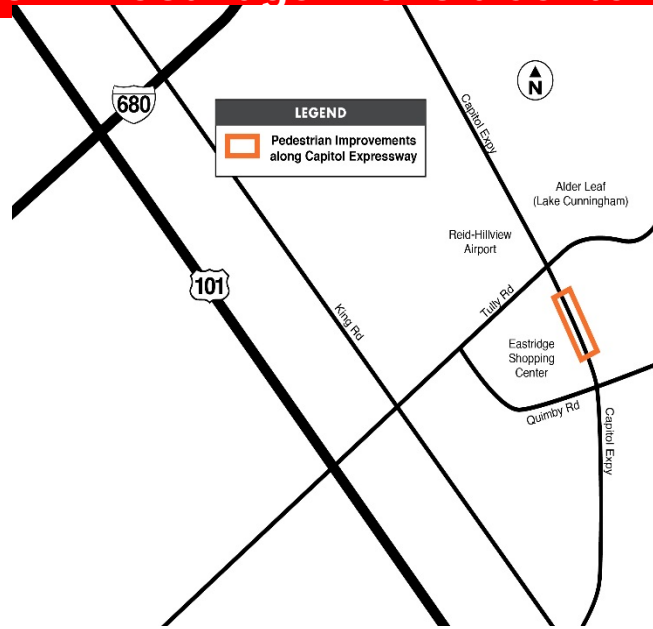 680
LEGEND
Pedestrian Improvements
along Capitol Expressway
N
Capitol Expy
Alder Leaf
(Lake Cunningham)
Reid-Hillview
Airport
101
King Rd
Tully Rd
Eastridge
Shopping
Center
Quimby Rd
Capitol Expy